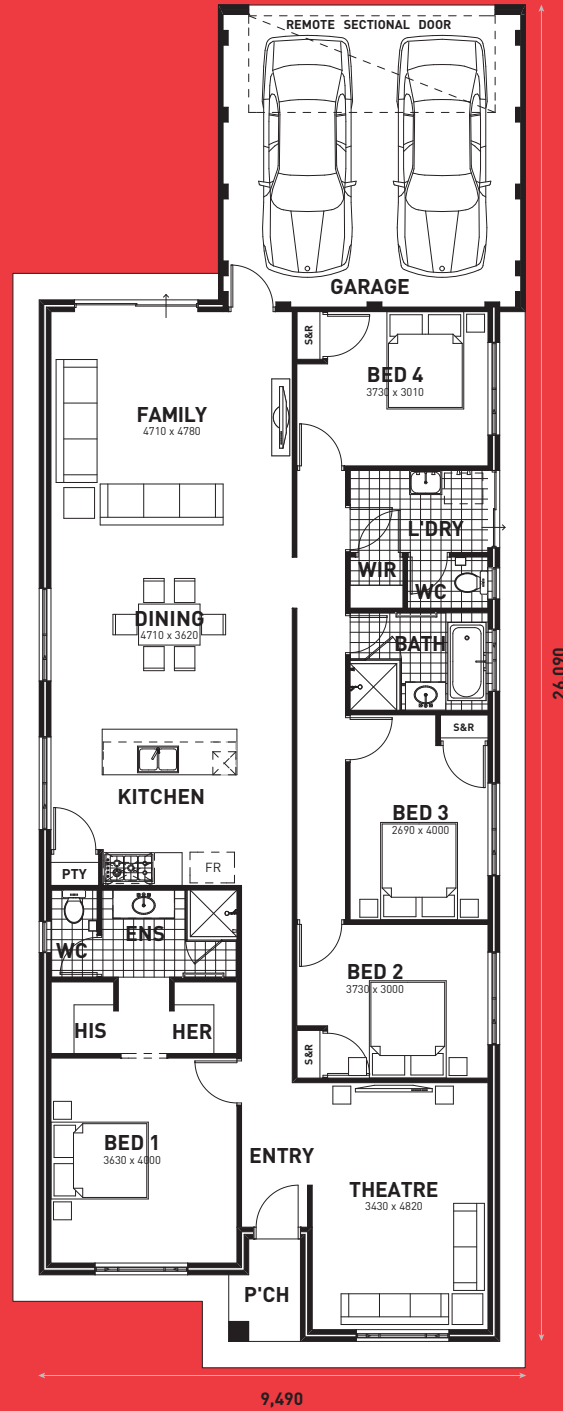 REMOTE SECTIONAL DOOR
GARAGE
S&R
BED 4
3730 x 3010
FAMILY
4710 x 4780
L'DRY
WIR
WC
DINING
4710 x 3620
BATH
26,090
S&R
KITCHEN
BED 3
2690 x 4000
PTY
FR
WC
ENS
BED 2
3730 x 3000
HIS
HER
S&R
BED 1
3630 x 4000
ENTRY
THEATRE
3430 x 4820
P'CH
9,490